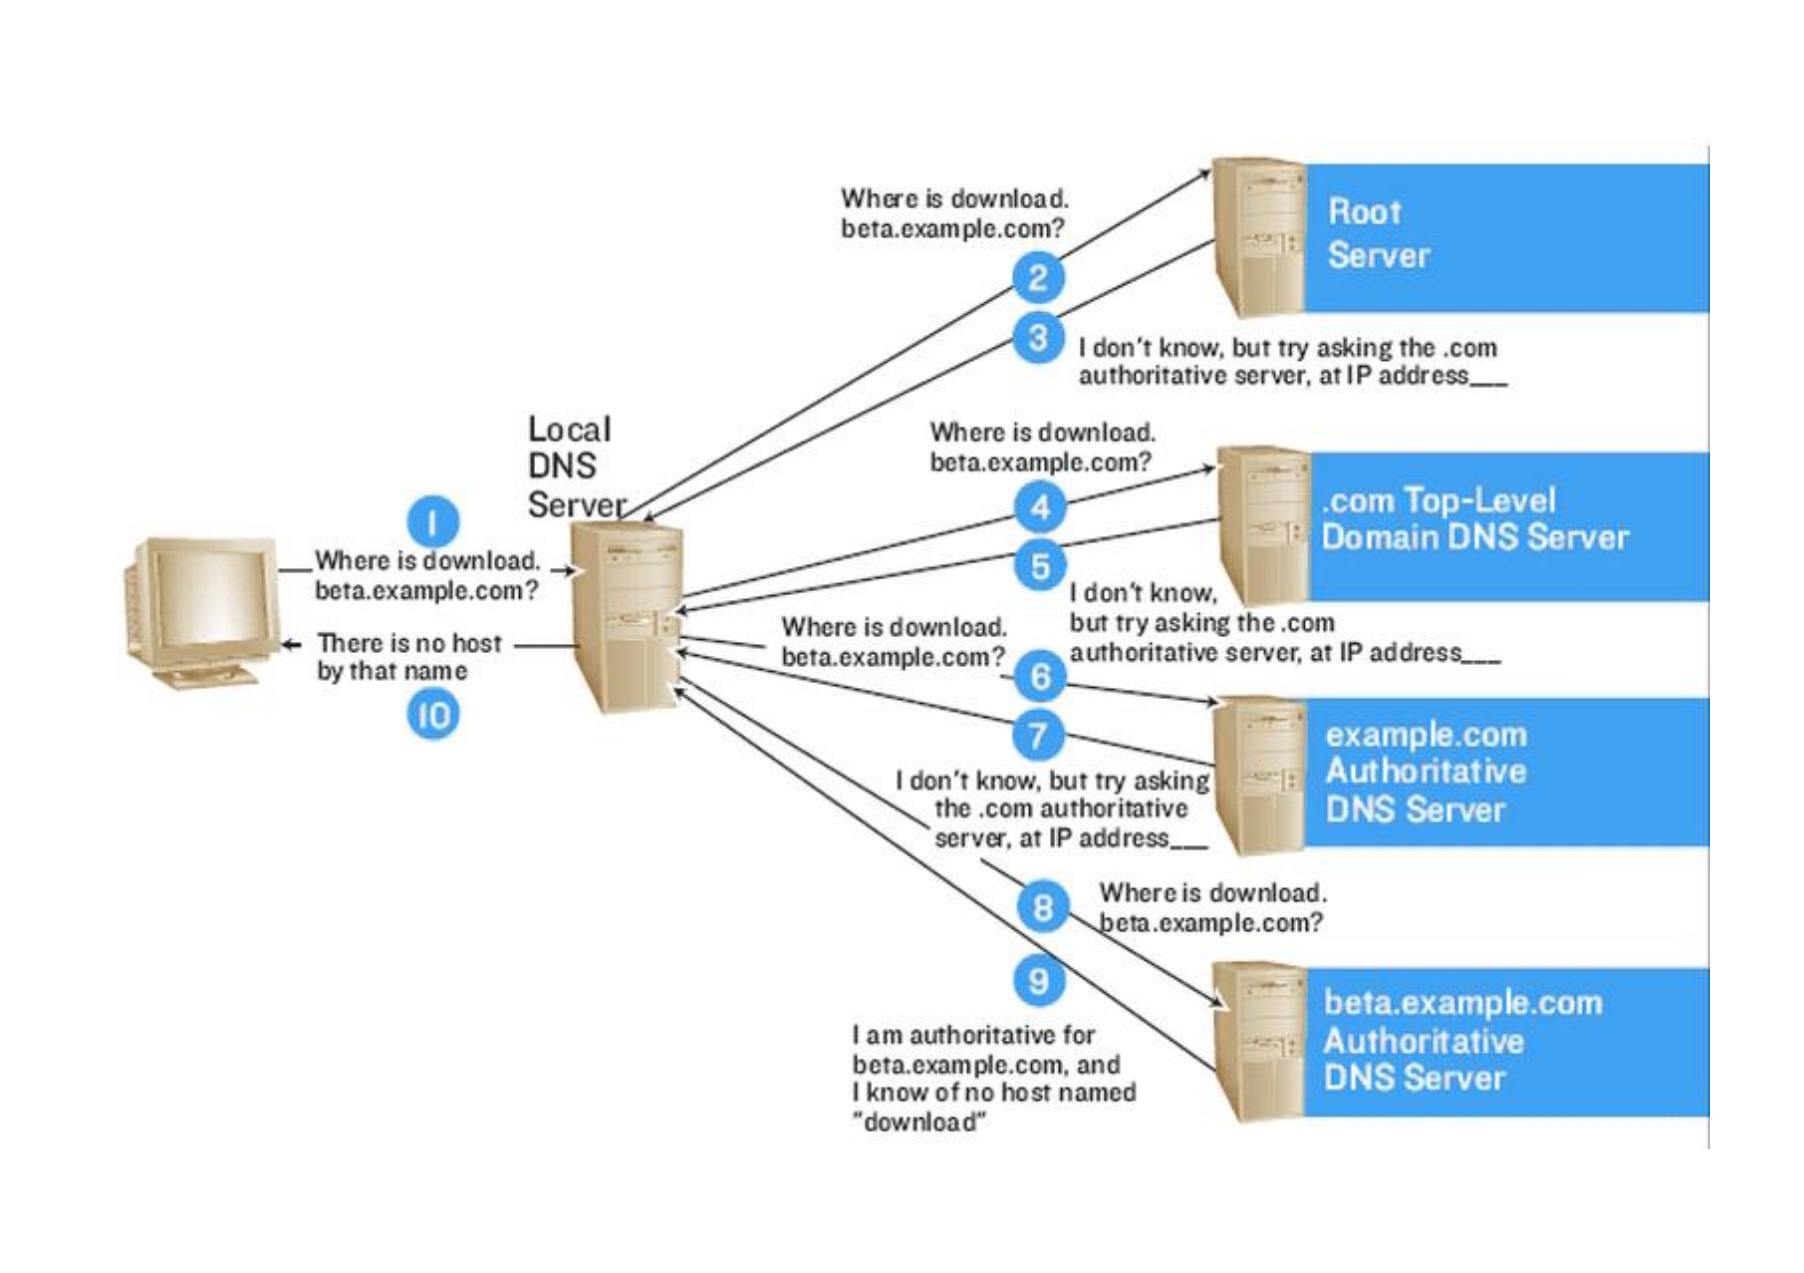 Local
DNS
Server
1
Where is download.
beta.example.com?
There is no host
by that name
10
Where is download.
beta.example.com?
2
3
I don't know, but try asking the .com
authoritative server, at IP address___
Root
Server
Where is download.
beta.example.com?
4
5
I don't know,
but try asking the .com
authoritative server, at IP address___
.com Top-Level
Domain DNS Server
Where is download.
beta.example.com?
6
7
I don't know, but try asking
the .com authoritative
server, at IP address___
example.com
Authoritative
DNS Server
8
Where is download.
beta.example.com?
9
I am authoritative for
beta.example.com, and
I know of no host named
"download"
beta.example.com
Authoritative
DNS Server